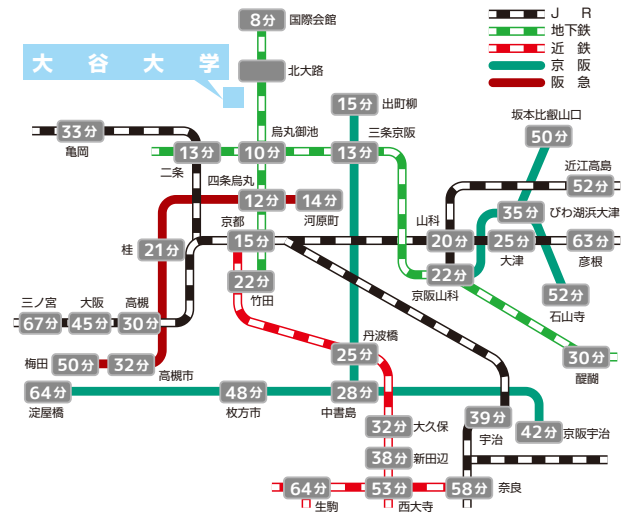 8分 国際会館
J R
地下鉄
近 鉄
京 阪
阪 急
大 谷 大 学
北大路
15分 出町柳
坂本比叡山口
50分
33分
亀岡
烏丸御池
三条京阪
13分
10分
13分
二条
近江高島
52分
四条烏丸
12分
14分
河原町
35分 びわ湖浜大津
京都
15分
山科
20分
25分
大津
63分
彦根
桂 21分
22分
竹田
22分
京阪山科
52分
石山寺
三ノ宮
大阪
高槻
67分
45分
30分
丹波橋
25分
30分
醍醐
梅田 50分
32分
高槻市
64分
淀屋橋
48分
枚方市
28分
中書島
39分
宇治
42分 京阪宇治
32分 大久保
38分 新田辺
64分
生駒
53分
西大寺
58分 奈良